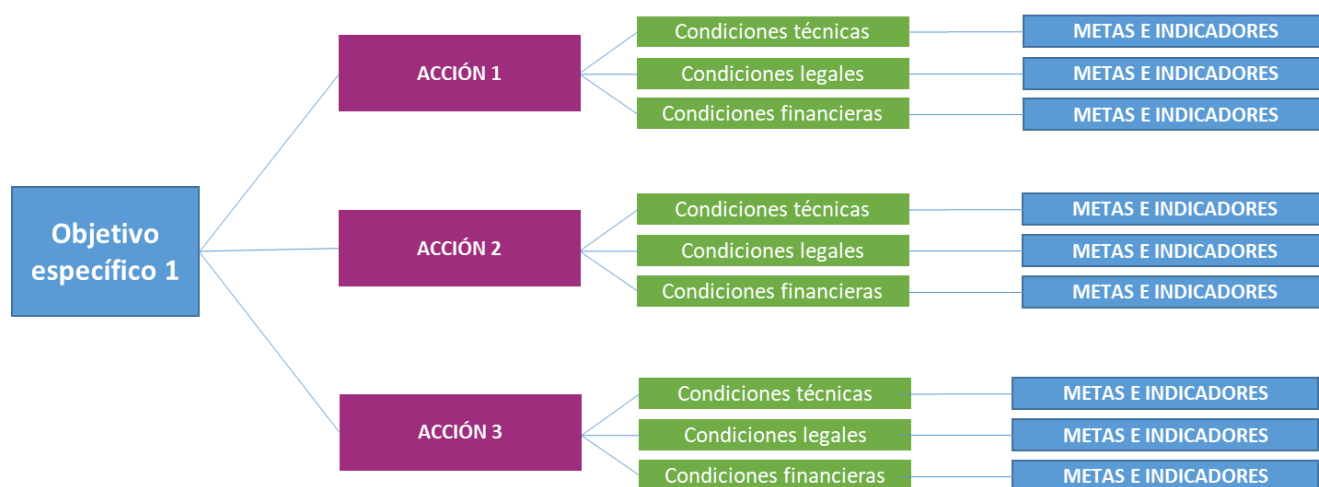 Condiciones técnicas
METAS E INDICADORES
ACCIÓN 1
Condiciones legales
METAS E INDICADORES
Condiciones financieras
METAS E INDICADORES
Condiciones técnicas
METAS E INDICADORES
Objetivo
específico 1
ACCIÓN 2
Condiciones legales
METAS E INDICADORES
Condiciones financieras
METAS E INDICADORES
Condiciones técnicas
METAS E INDICADORES
ACCIÓN 3
Condiciones legales
METAS E INDICADORES
Condiciones financieras
METAS E INDICADORES